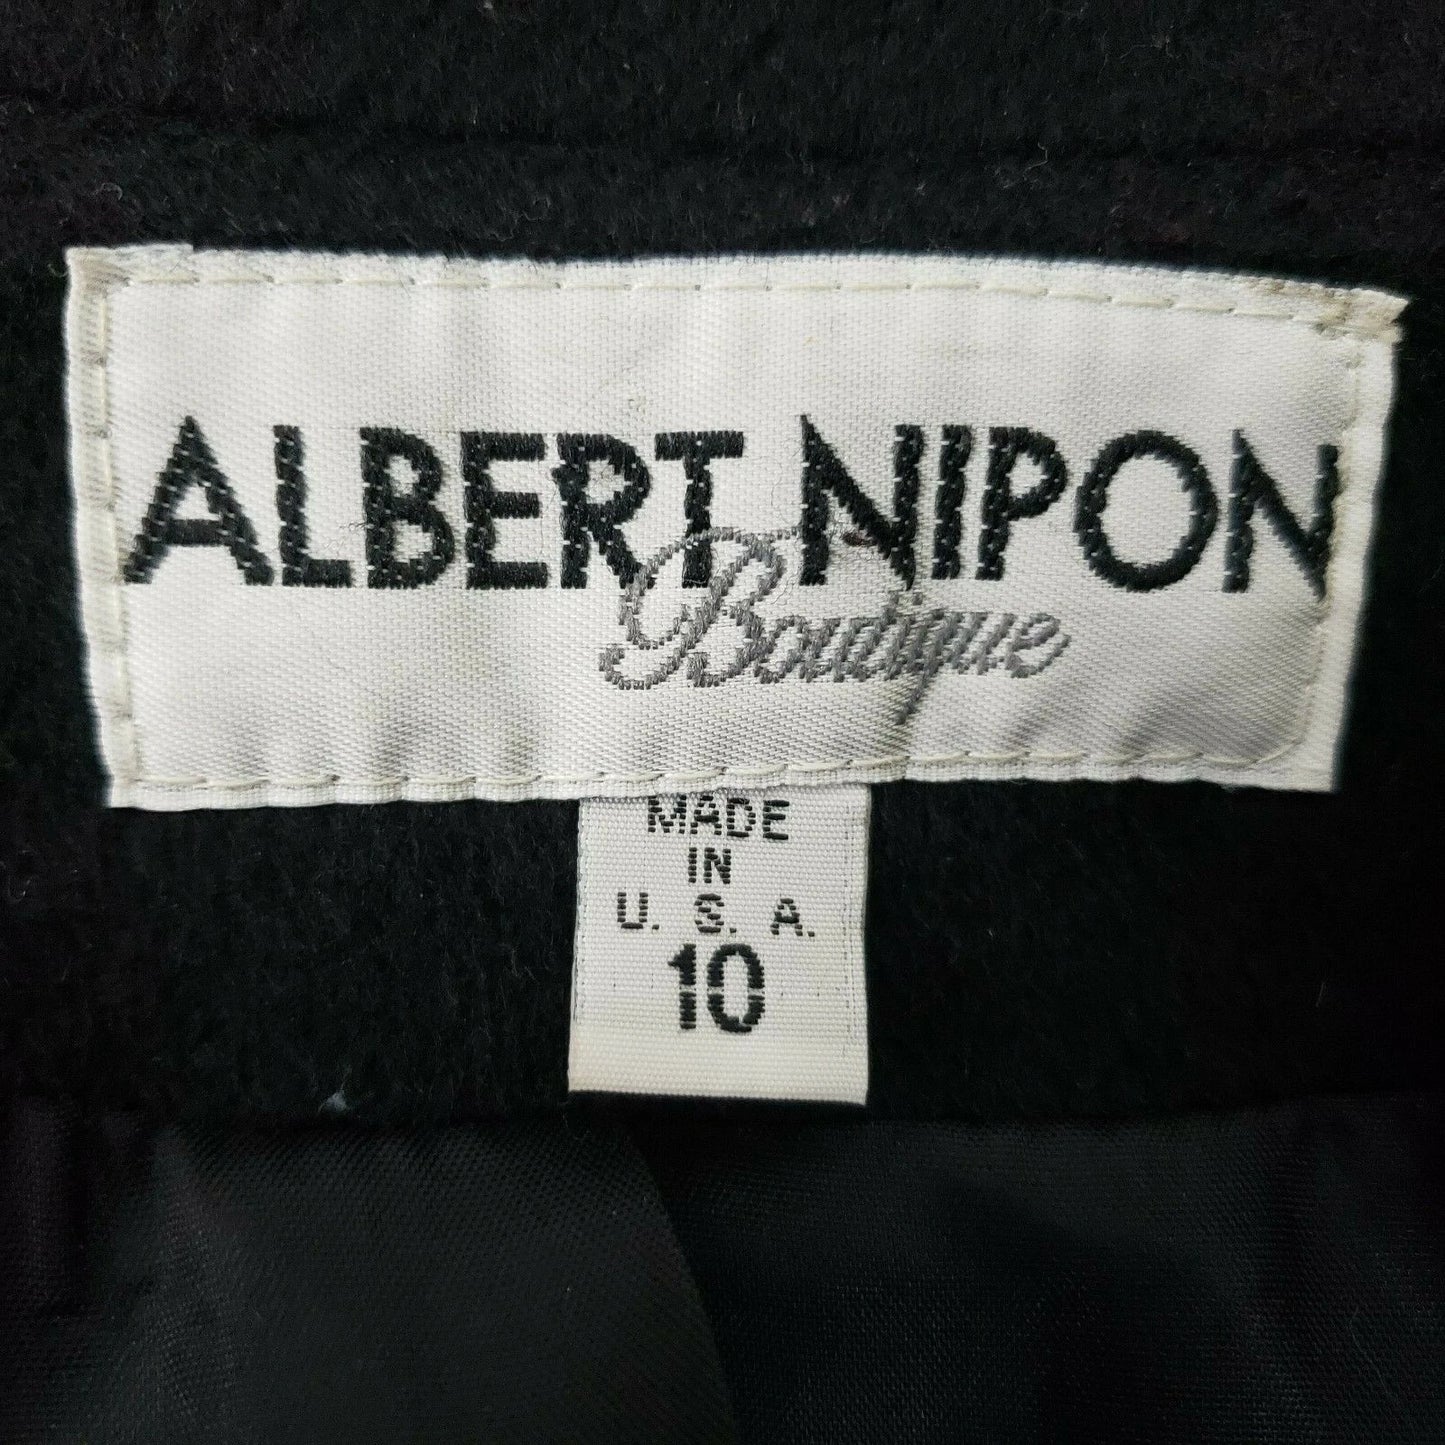 ALBERT NIPON
Boutique
MADE
IN
U. S. A.
10